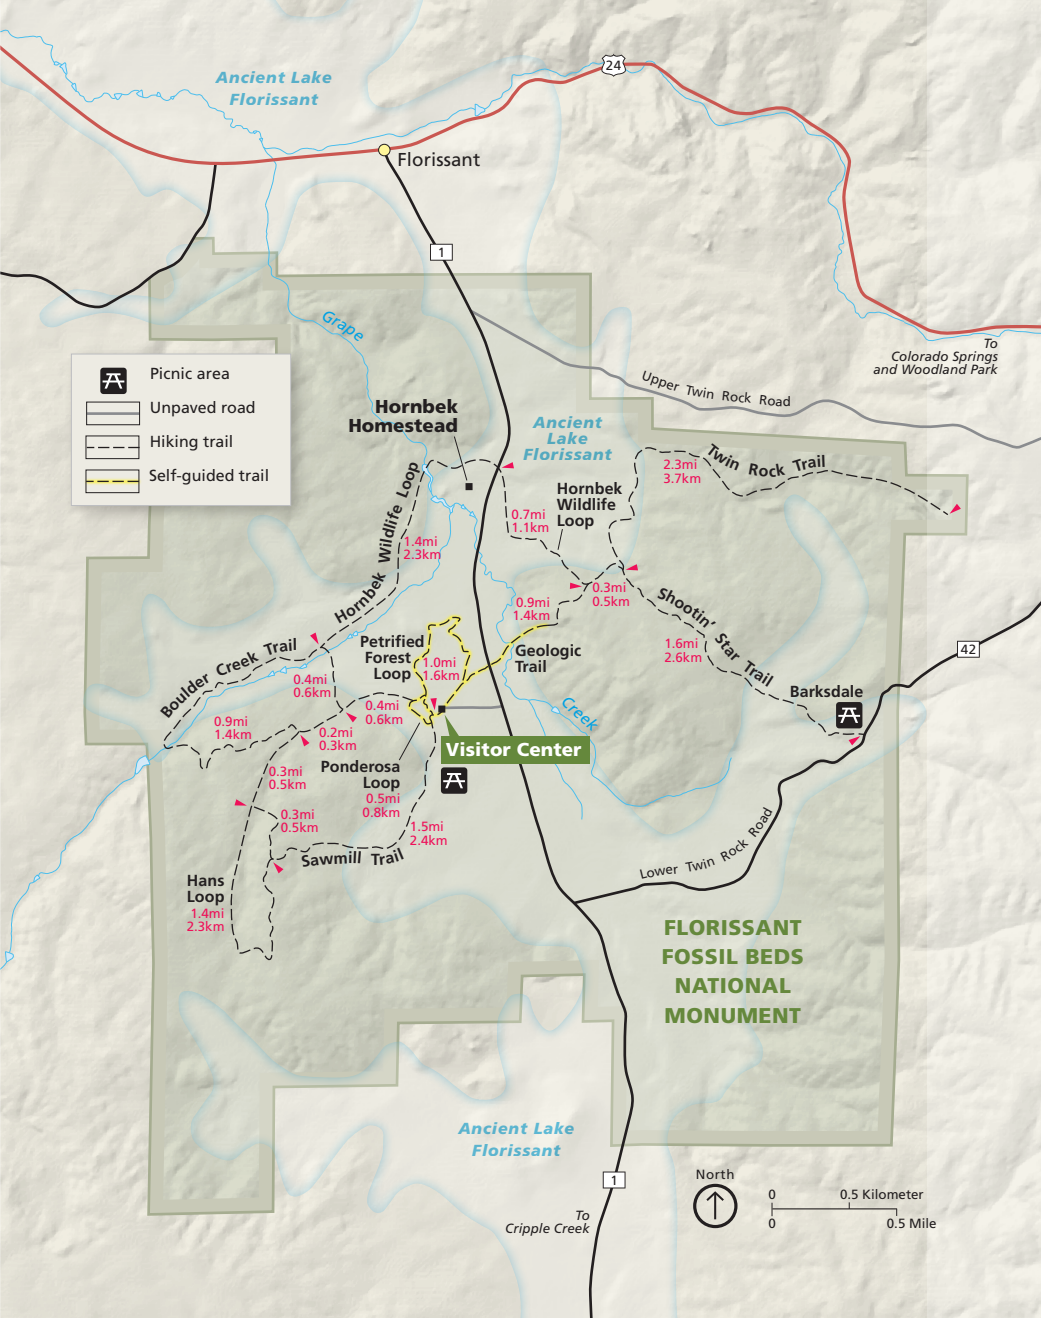 24
Ancient Lake
Florissant
Florissant
1
Grape
To
Colorado Springs
and Woodland Park
Picnic area
Unpaved road
Hiking trail
Self-guided trail
Upper Twin Rock Road
Hornbek
Homestead
Ancient
Lake
Florissant
Twin Rock Trail
2.3mi
3.7km
Hornbek
Wildlife
Loop
0.7mi
1.1km
Hornbek Wildlife Loop
1.4mi
2.3km
0.3mi
0.5km
0.9mi
1.4km
Shootin' Star Trail
1.6mi
2.6km
Petrified
Forest
Loop
1.0mi
1.6km
Geologic
Trail
42
Boulder Creek Trail
0.4mi
0.6km
Barksdale
0.4mi
0.6km
Creek
0.9mi
1.4km
0.2mi
0.3km
Visitor Center
Ponderosa
Loop
0.5mi
0.8km
0.3mi
0.5km
0.3mi
0.5km
1.5mi
2.4km
Sawmill Trail
Lower Twin Rock Road
Hans
Loop
1.4mi
2.3km
FLORISSANT
FOSSIL BEDS
NATIONAL
MONUMENT
Ancient Lake
Florissant
1
To
Cripple Creek
North
0 0.5 Kilometer
0 0.5 Mile